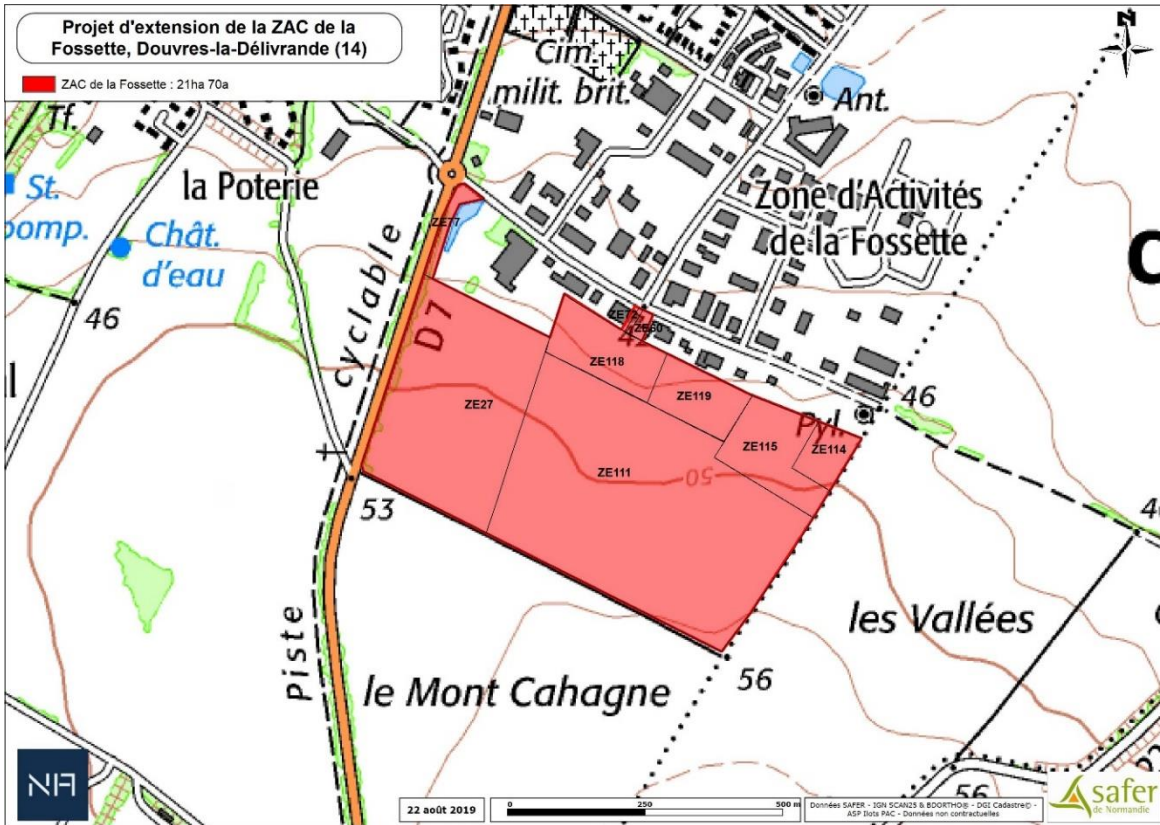 Projet d'extension de la ZAC de la
Fossette, Douvres-la-Délivrande (14)
ZAC de la Fossette : 21ha 70a
N
Cim.
milit. brit.
Ant.
Tf.
la Poterie
St.
pomp.
Chât.
d'eau
Zone d'Activités
de la Fossette
ZE77
cyclable
D 7
46
ZE72
ZE60
42
ZE118
ZE119
46
ZE27
Pyl.
ZE115
ZE114
ZE111
50
53
les Vallées
Piste
le Mont Cahagne
56
56
NA
22 août 2019
0 250 500 m
Données SAFER - IGN SCAN25 & BDORTHO® - DGI Cadastre© -
ASP Ilots PAC - Données non contractuelles
safer
de Normandie